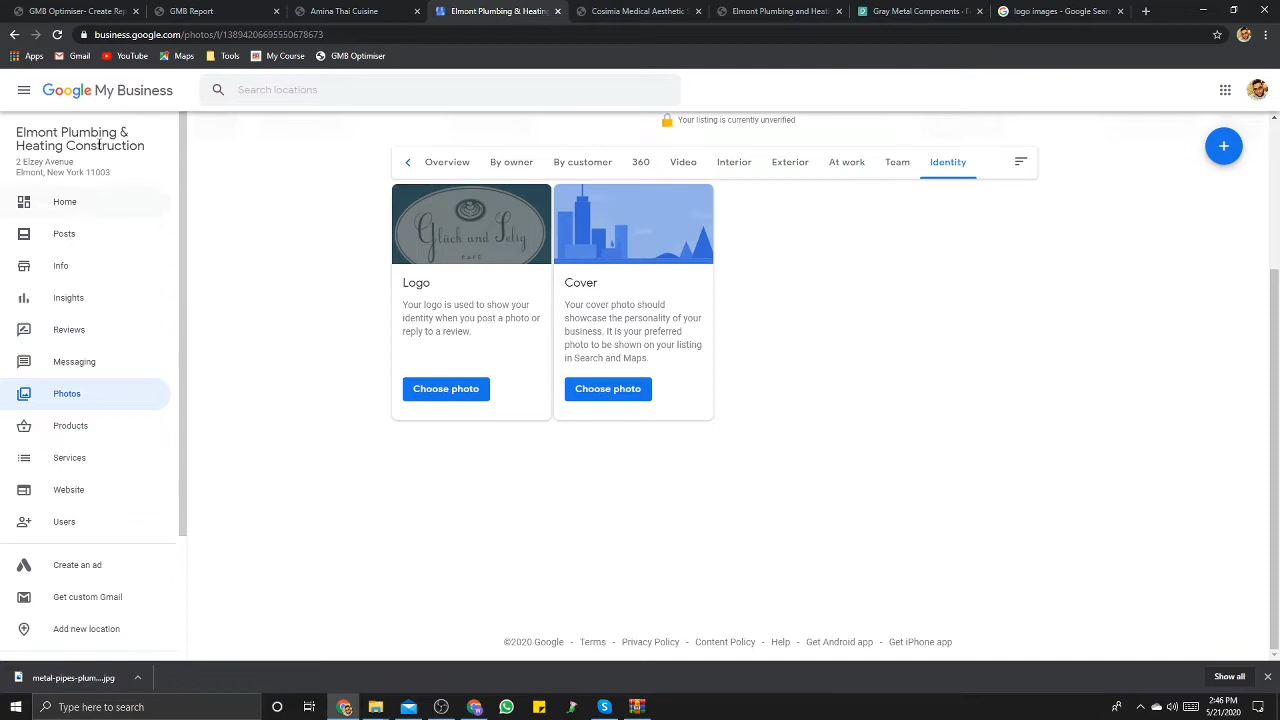 GMB Optimiser - Create Repo
GMB Report
Amina Thai Cuisine
Elmont Plumbing & Heating
Cosimia Medical Aesthetic S
Elmont Plumbing and Heatin
Gray Metal Components - E
logo images - Google Search
business.google.com/photos/l/13894206695550678673
Apps
Gmail
YouTube
Maps
Tools
My Course
GMB Optimiser
Google My Business
Search locations
Elmont Plumbing &
Heating Construction
2 Elzey Avenue
Elmont, New York 11003
Home
Posts
Info
Insights
Reviews
Messaging
Photos
Products
Services
Website
Users
Create an ad
Get custom Gmail
Add new location
Your listing is currently unverified
Overview
By owner
By customer
360
Video
Interior
Exterior
At work
Team
Identity
Glück und Selig
CAFÉ
Logo
Your logo is used to show your
identity when you post a photo or
reply to a review.
Choose photo
Cover
Your cover photo should
showcase the personality of your
business. It is your preferred
photo to be shown on your listing
in Search and Maps.
Choose photo
©2020 Google - Terms - Privacy Policy - Content Policy - Help - Get Android app - Get iPhone app
metal-pipes-plum....jpg
Show all
Type here to search
2:46 PM
5/21/2020